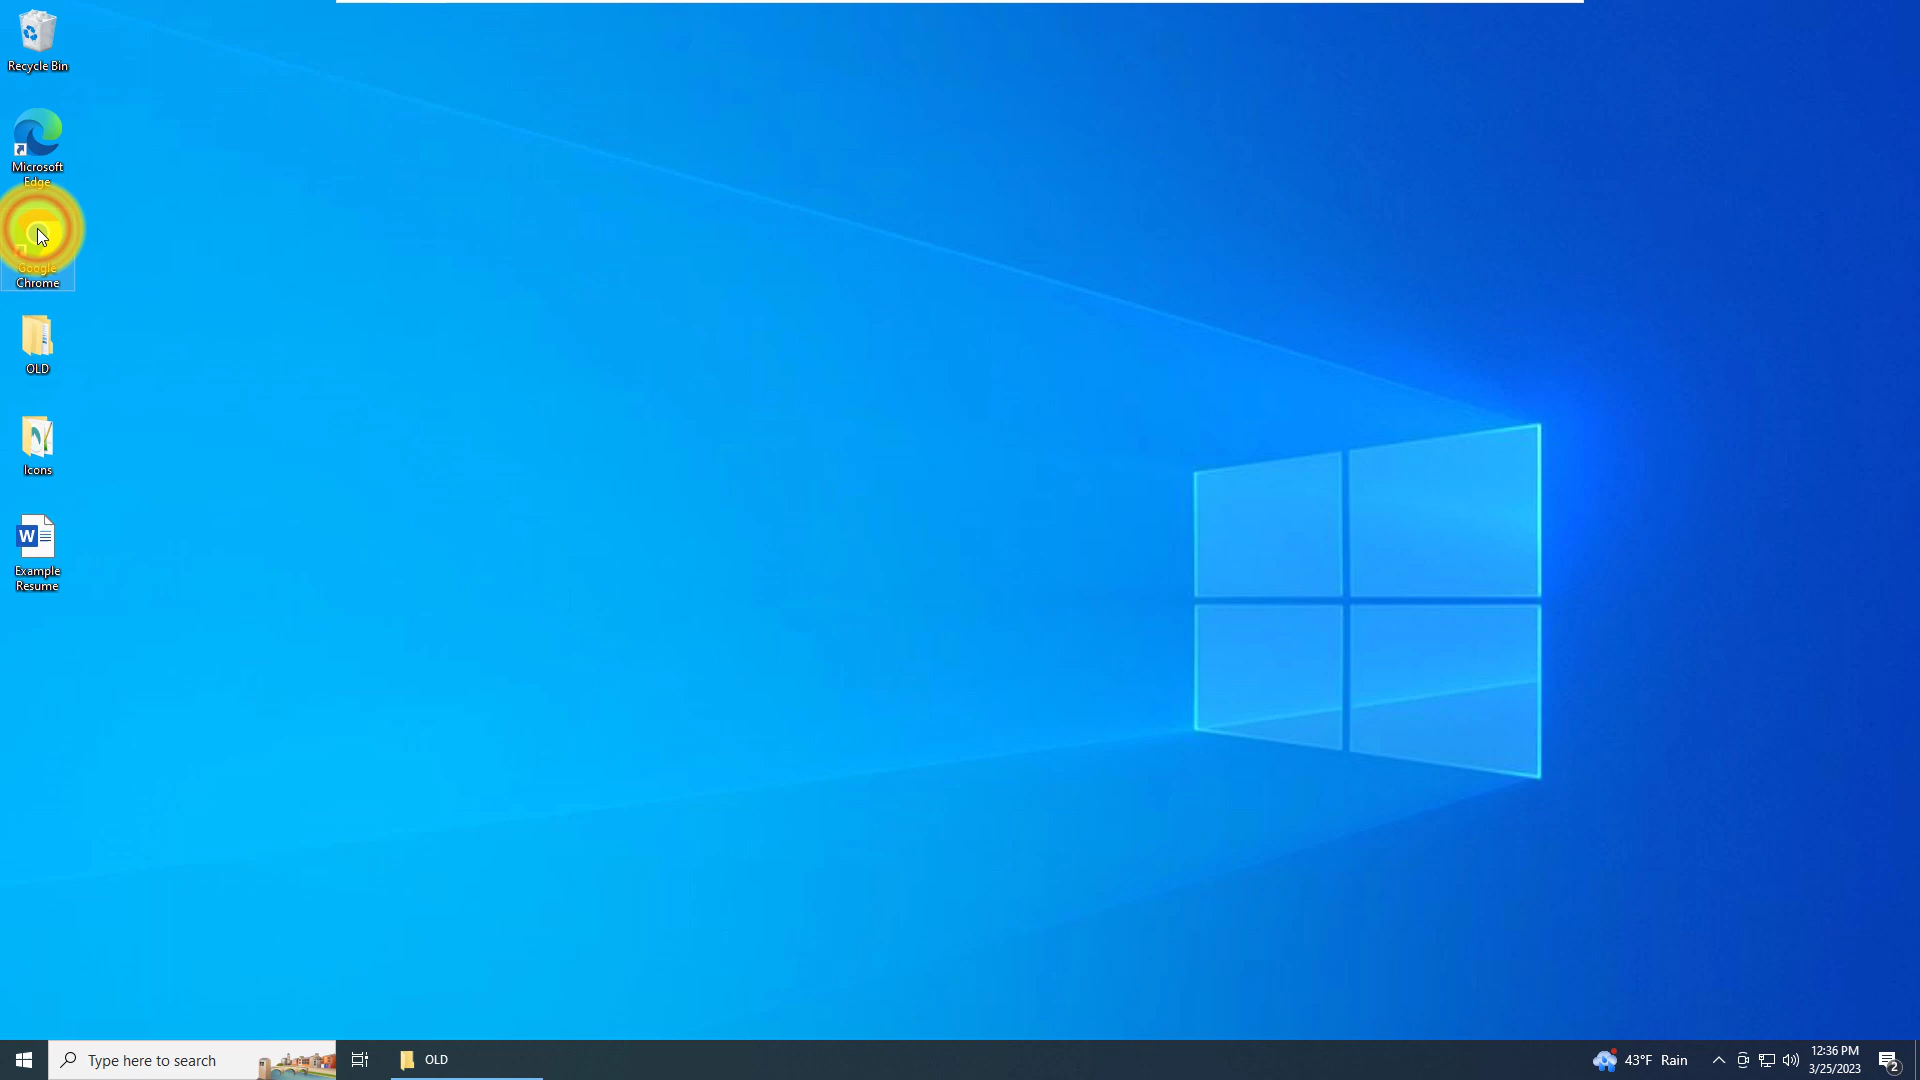 Recycle Bin
Microsoft
Edge
Google
Chrome
OLD
Icons
W
Example
Resume
Type here to search
OLD
43°F Rain
12:36 PM
3/25/2023
2